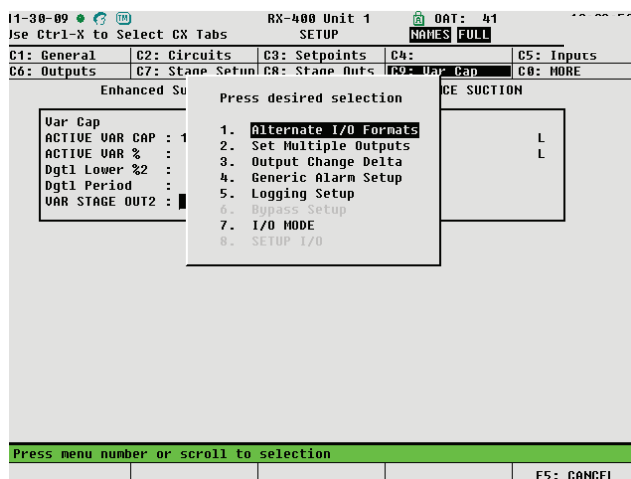 11-30-09 RX-400 Unit 1 OAT: 41
Use Ctrl-X to Select CX Tabs SETUP NAMES FULL
C1: General C2: Circuits C3: Setpoints C4: C5: Inputs
C6: Outputs C7: Stage Setup C8: Stage Outs C9: Var Cap C0: MORE
Enhanced Su CE SUCTION
Press desired selection
Var Cap
ACTIVE VAR CAP : 1 L
ACTIVE VAR % : L
Dgtl Lower %2 :
Dgtl Period :
VAR STAGE OUT2 :
1. Alternate I/O Formats
2. Set Multiple Outputs
3. Output Change Delta
4. Generic Alarm Setup
5. Logging Setup
6. Bypass Setup
7. I/O MODE
8. SETUP I/O
Press menu number or scroll to selection
F5: CANCEL